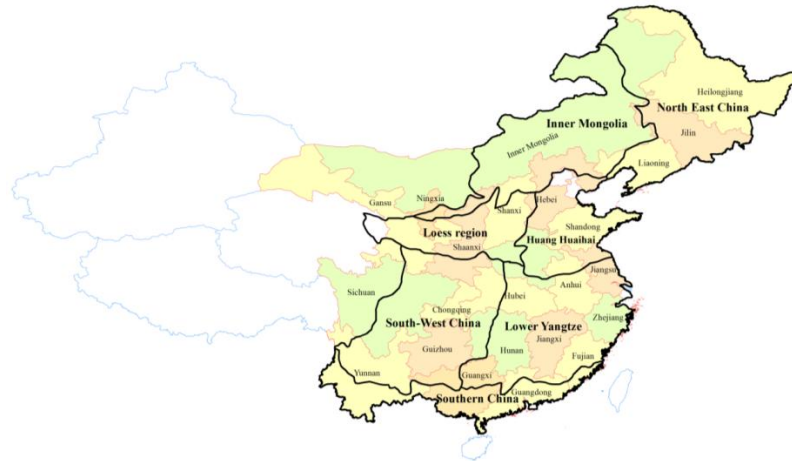 Heilongjiang
North East China
Inner Mongolia
Jilin
Inner Mongolia
Liaoning
Gansu
Ningxia
Hebei
Shanxi
Shandong
Loess region
Huang Huaihai
Shaanxi
Jiangsu
Anhui
Sichuan
Hubei
Chongqing
Zhejiang
South-West China
Lower Yangtze
Jiangxi
Guizhou
Hunan
Fujian
Yunnan
Guangxi
Guangdong
Southern China